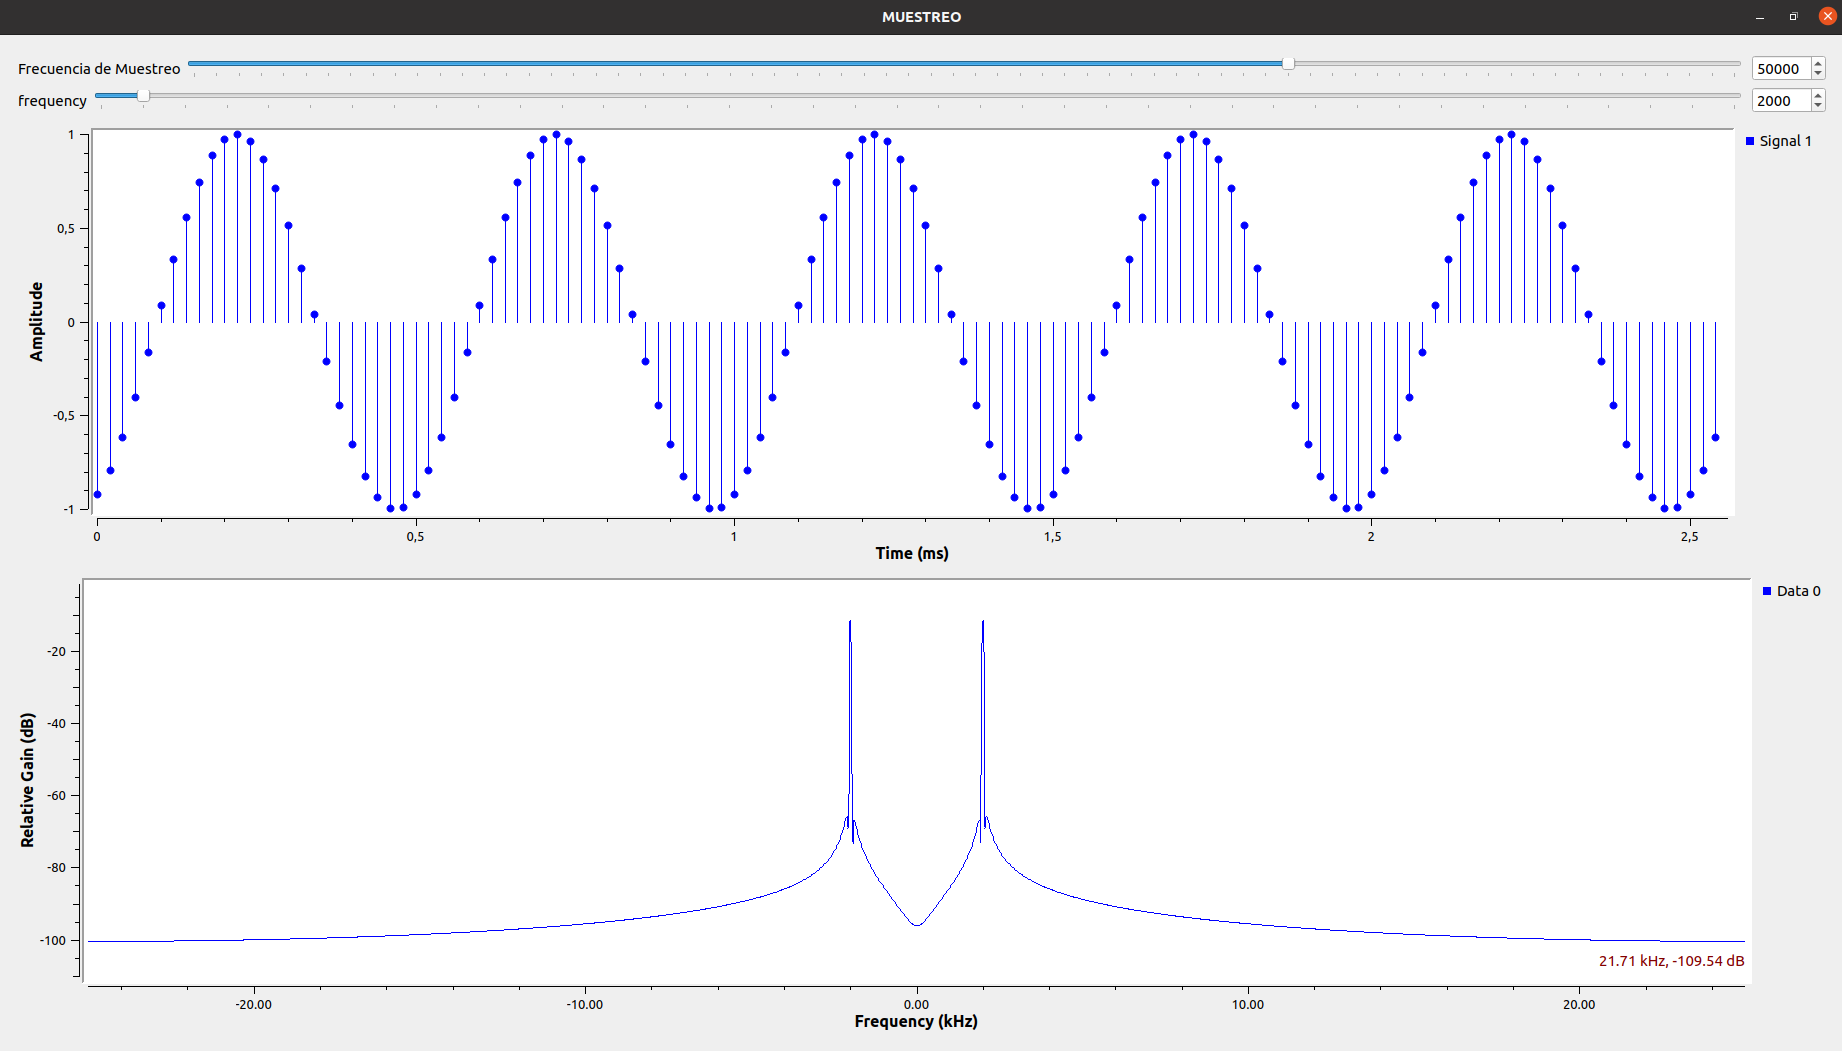 MUESTREO
Frecuencia de Muestreo 50000
frequency 2000
Signal 1
1
0,5
0
-0,5
-1
Amplitude
0 0,5 1 1,5 2 2,5
Time (ms)
Data 0
-20
-40
-60
-80
-100
Relative Gain (dB)
21.71 kHz, -109.54 dB
-20.00 -10.00 0.00 10.00 20.00
Frequency (kHz)